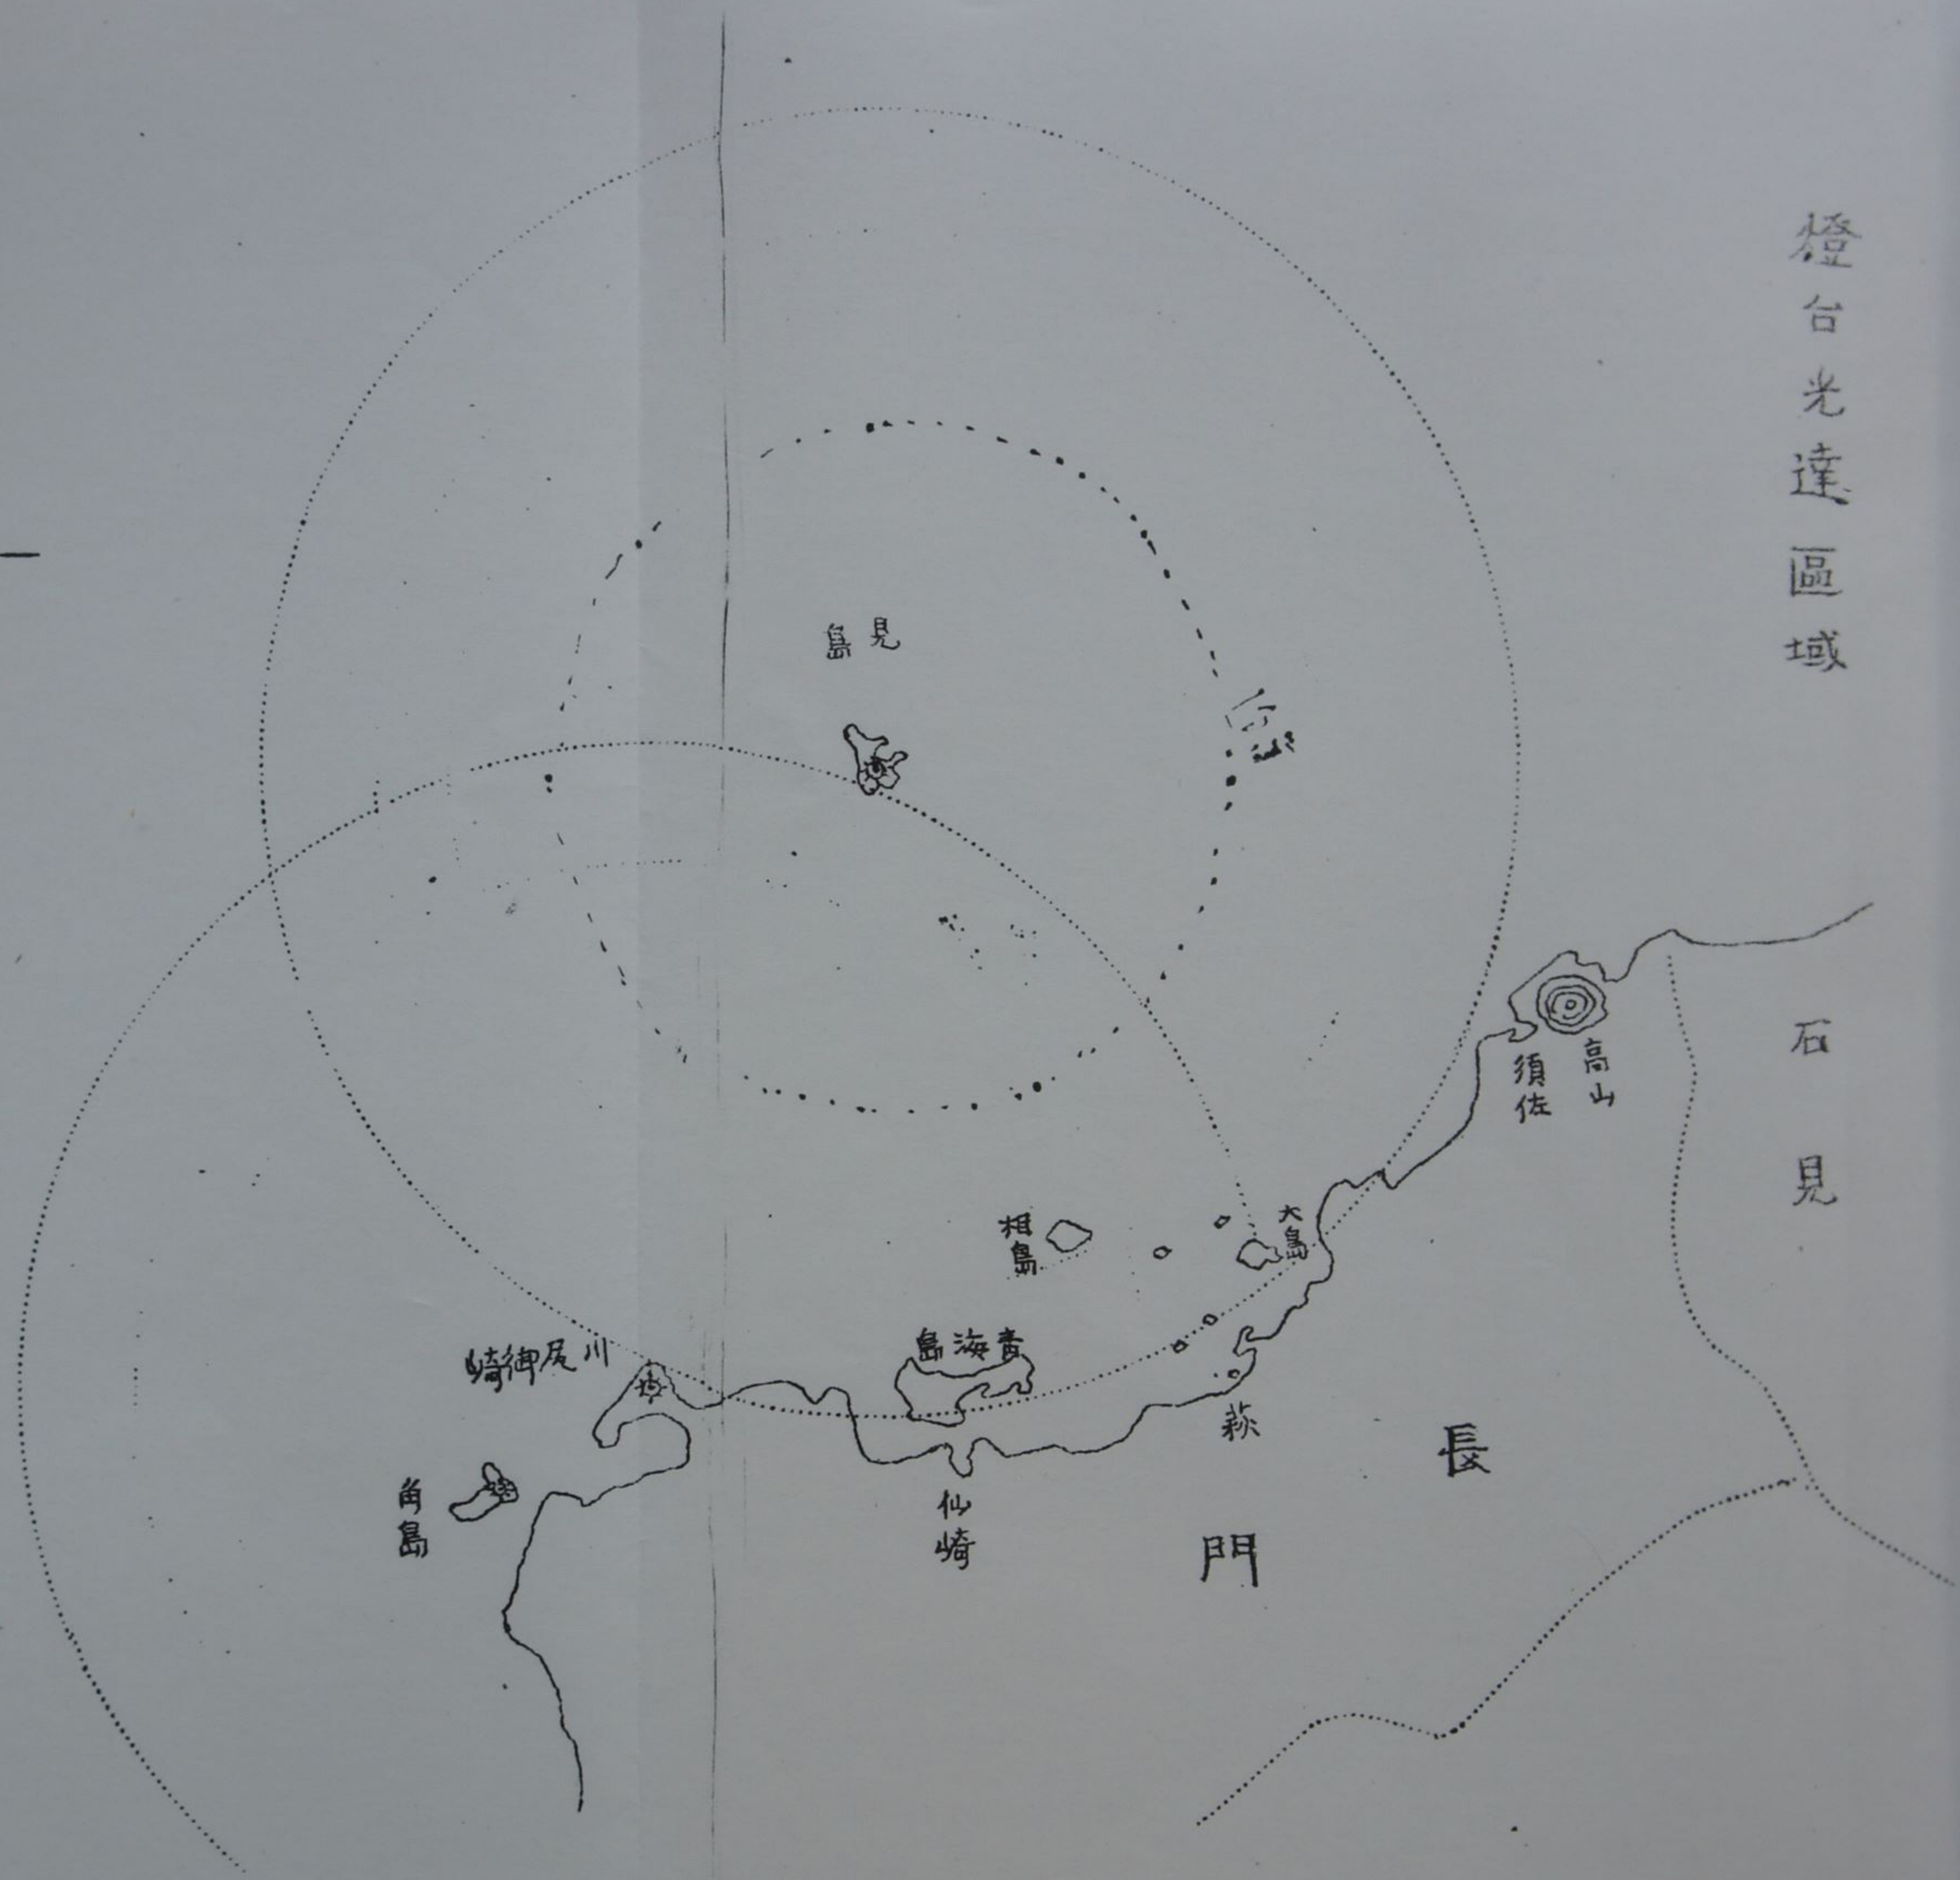 燈台光達區域
見島
石見
高山
須佐
大島
相島
青海島
川尻御崎
萩
長門
仙崎
角島